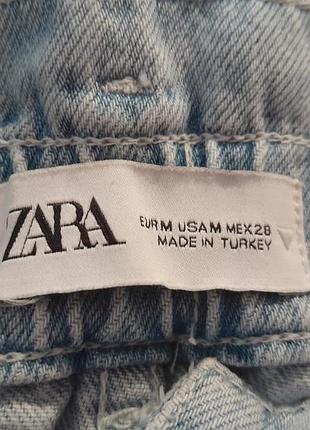 ZARA
EUR M USA M MEX 28
MADE IN TURKEY